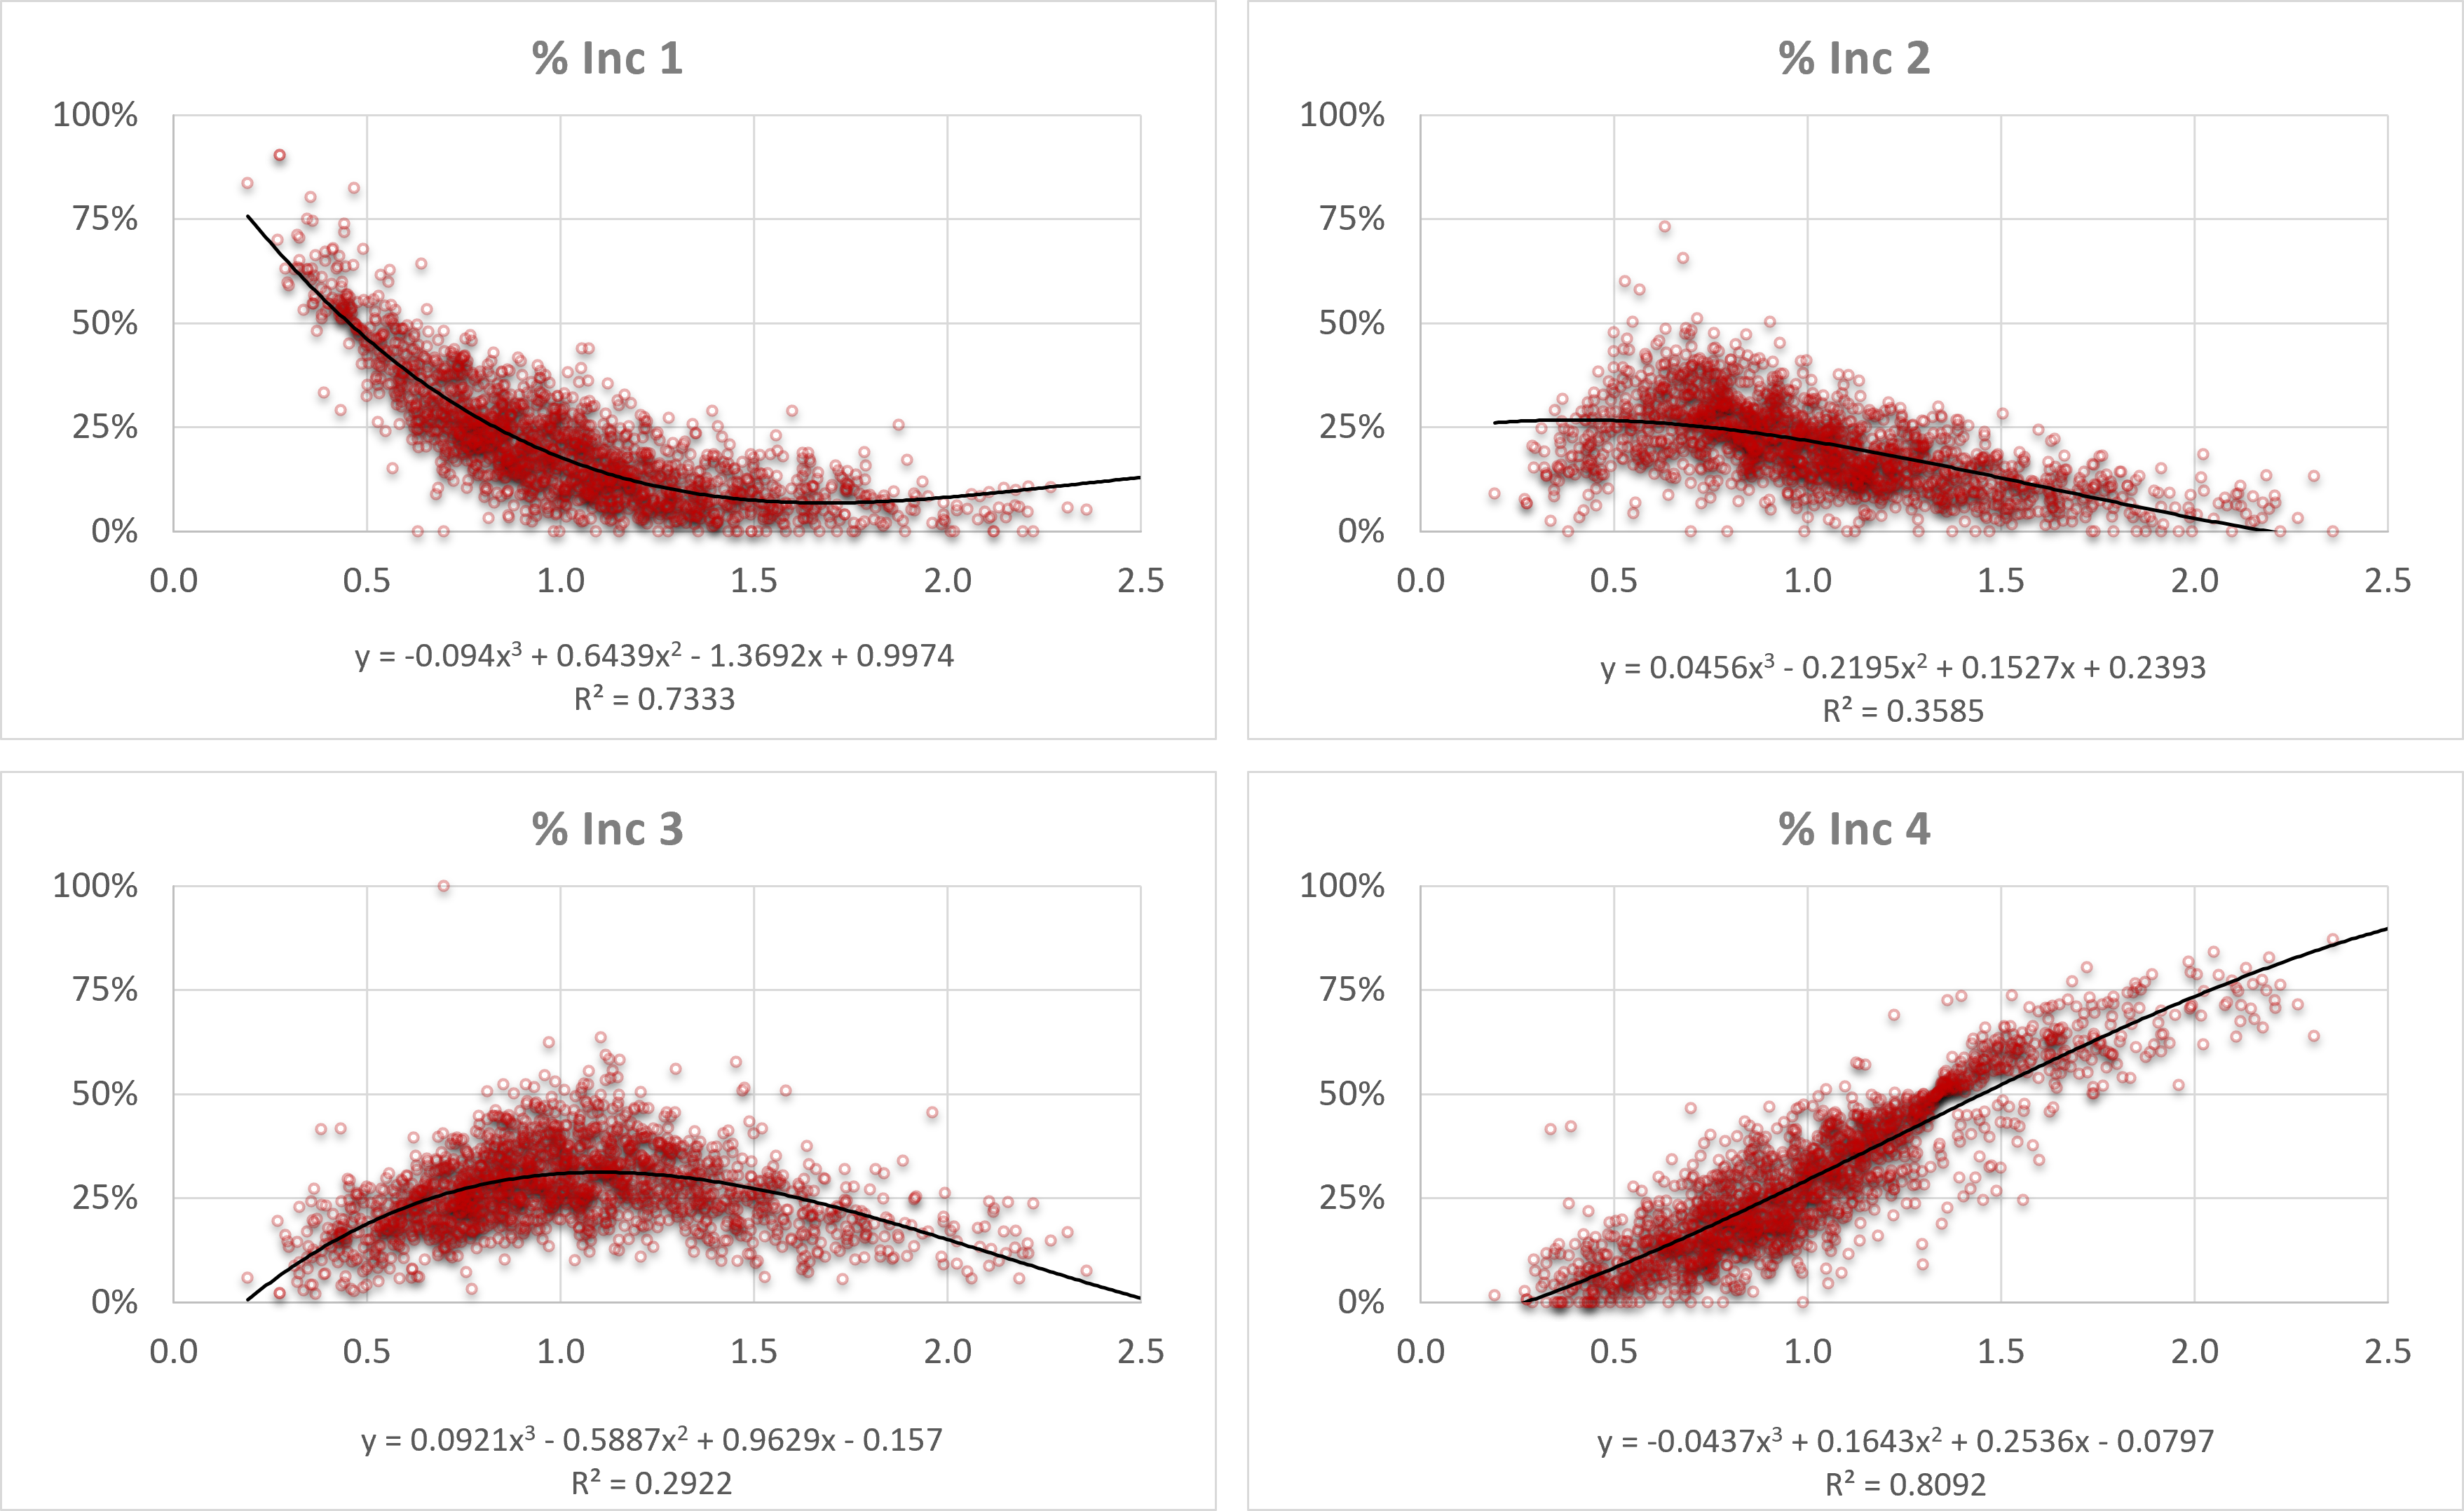 % Inc 1
100%
75%
50%
25%
0%
0.0 0.5 1.0 1.5 2.0 2.5
y = -0.094x³ + 0.6439x² - 1.3692x + 0.9974
R² = 0.7333
% Inc 2
100%
75%
50%
25%
0%
0.0 0.5 1.0 1.5 2.0 2.5
y = 0.0456x³ - 0.2195x² + 0.1527x + 0.2393
R² = 0.3585
% Inc 3
100%
75%
50%
25%
0%
0.0 0.5 1.0 1.5 2.0 2.5
y = 0.0921x³ - 0.5887x² + 0.9629x - 0.157
R² = 0.2922
% Inc 4
100%
75%
50%
25%
0%
0.0 0.5 1.0 1.5 2.0 2.5
y = -0.0437x³ + 0.1643x² + 0.2536x - 0.0797
R² = 0.8092